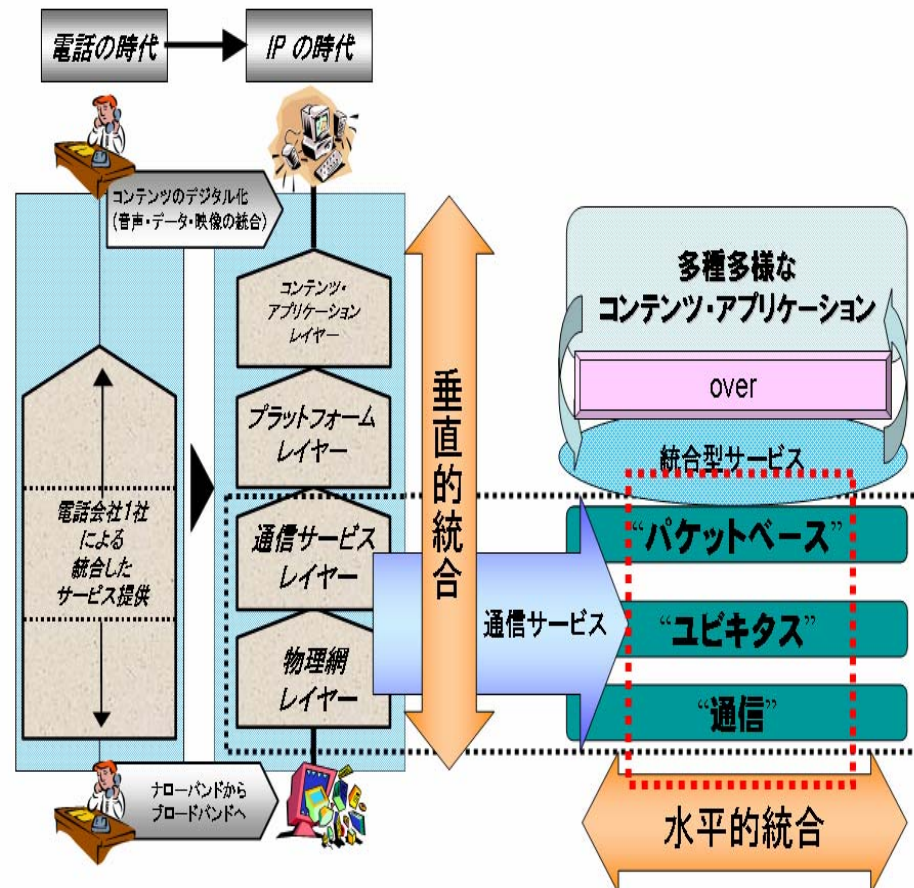 電話の時代
IP の時代
コンテンツのデジタル化
(音声・データ・映像の統合)
コンテンツ・
アプリケーション
レイヤー
プラットフォーム
レイヤー
電話会社1社
による
統合した
サービス提供
通信サービス
レイヤー
物理網
レイヤー
ナローバンドから
ブロードバンドへ
垂直的統合
通信サービス
多種多様な
コンテンツ・アプリケーション
over
統合型サービス
“パケットベース”
“ユビキタス”
“通信”
水平的統合